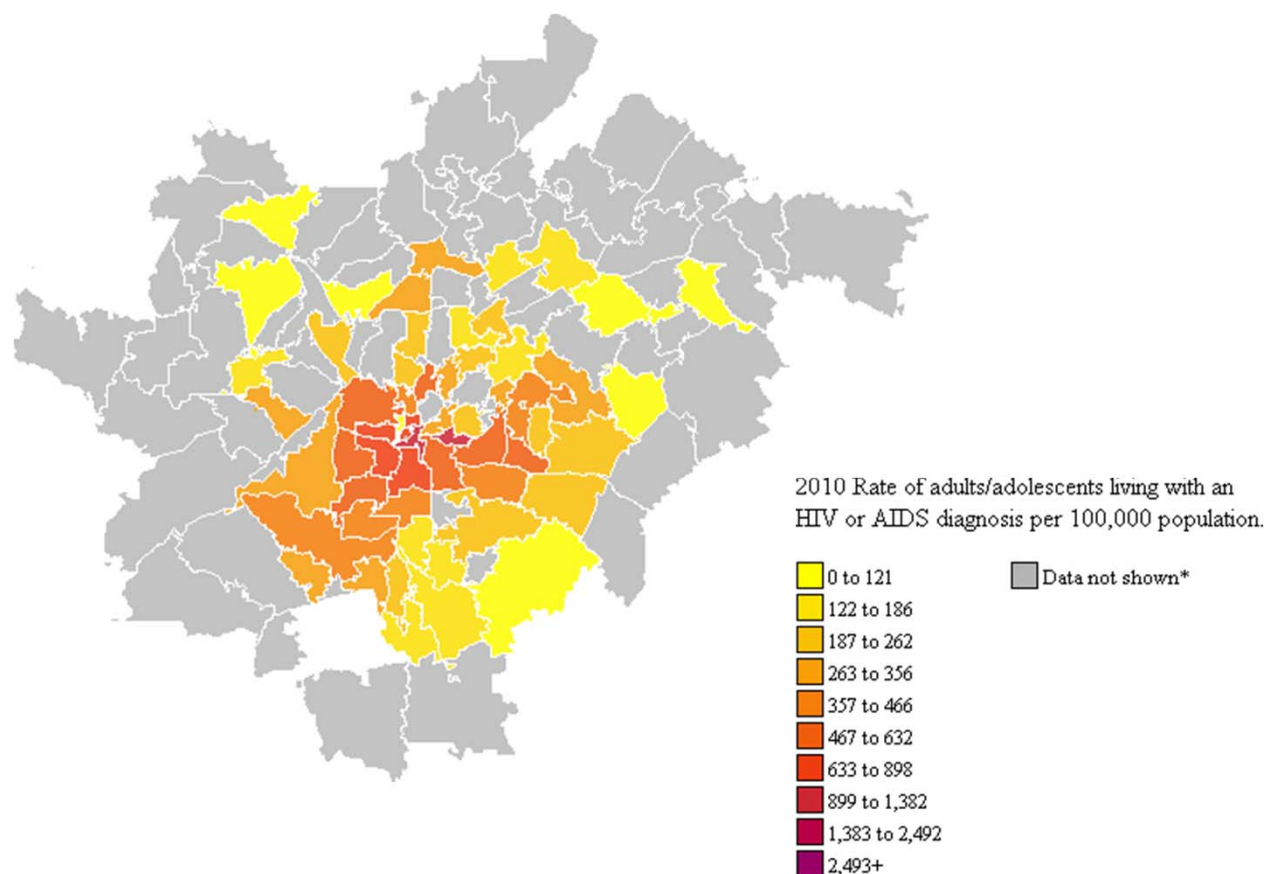 2010 Rate of adults/adolescents living with an
HIV or AIDS diagnosis per 100,000 population.
0 to 121
Data not shown*
122 to 186
187 to 262
263 to 356
357 to 466
467 to 632
633 to 898
899 to 1,382
1,383 to 2,492
2,493+